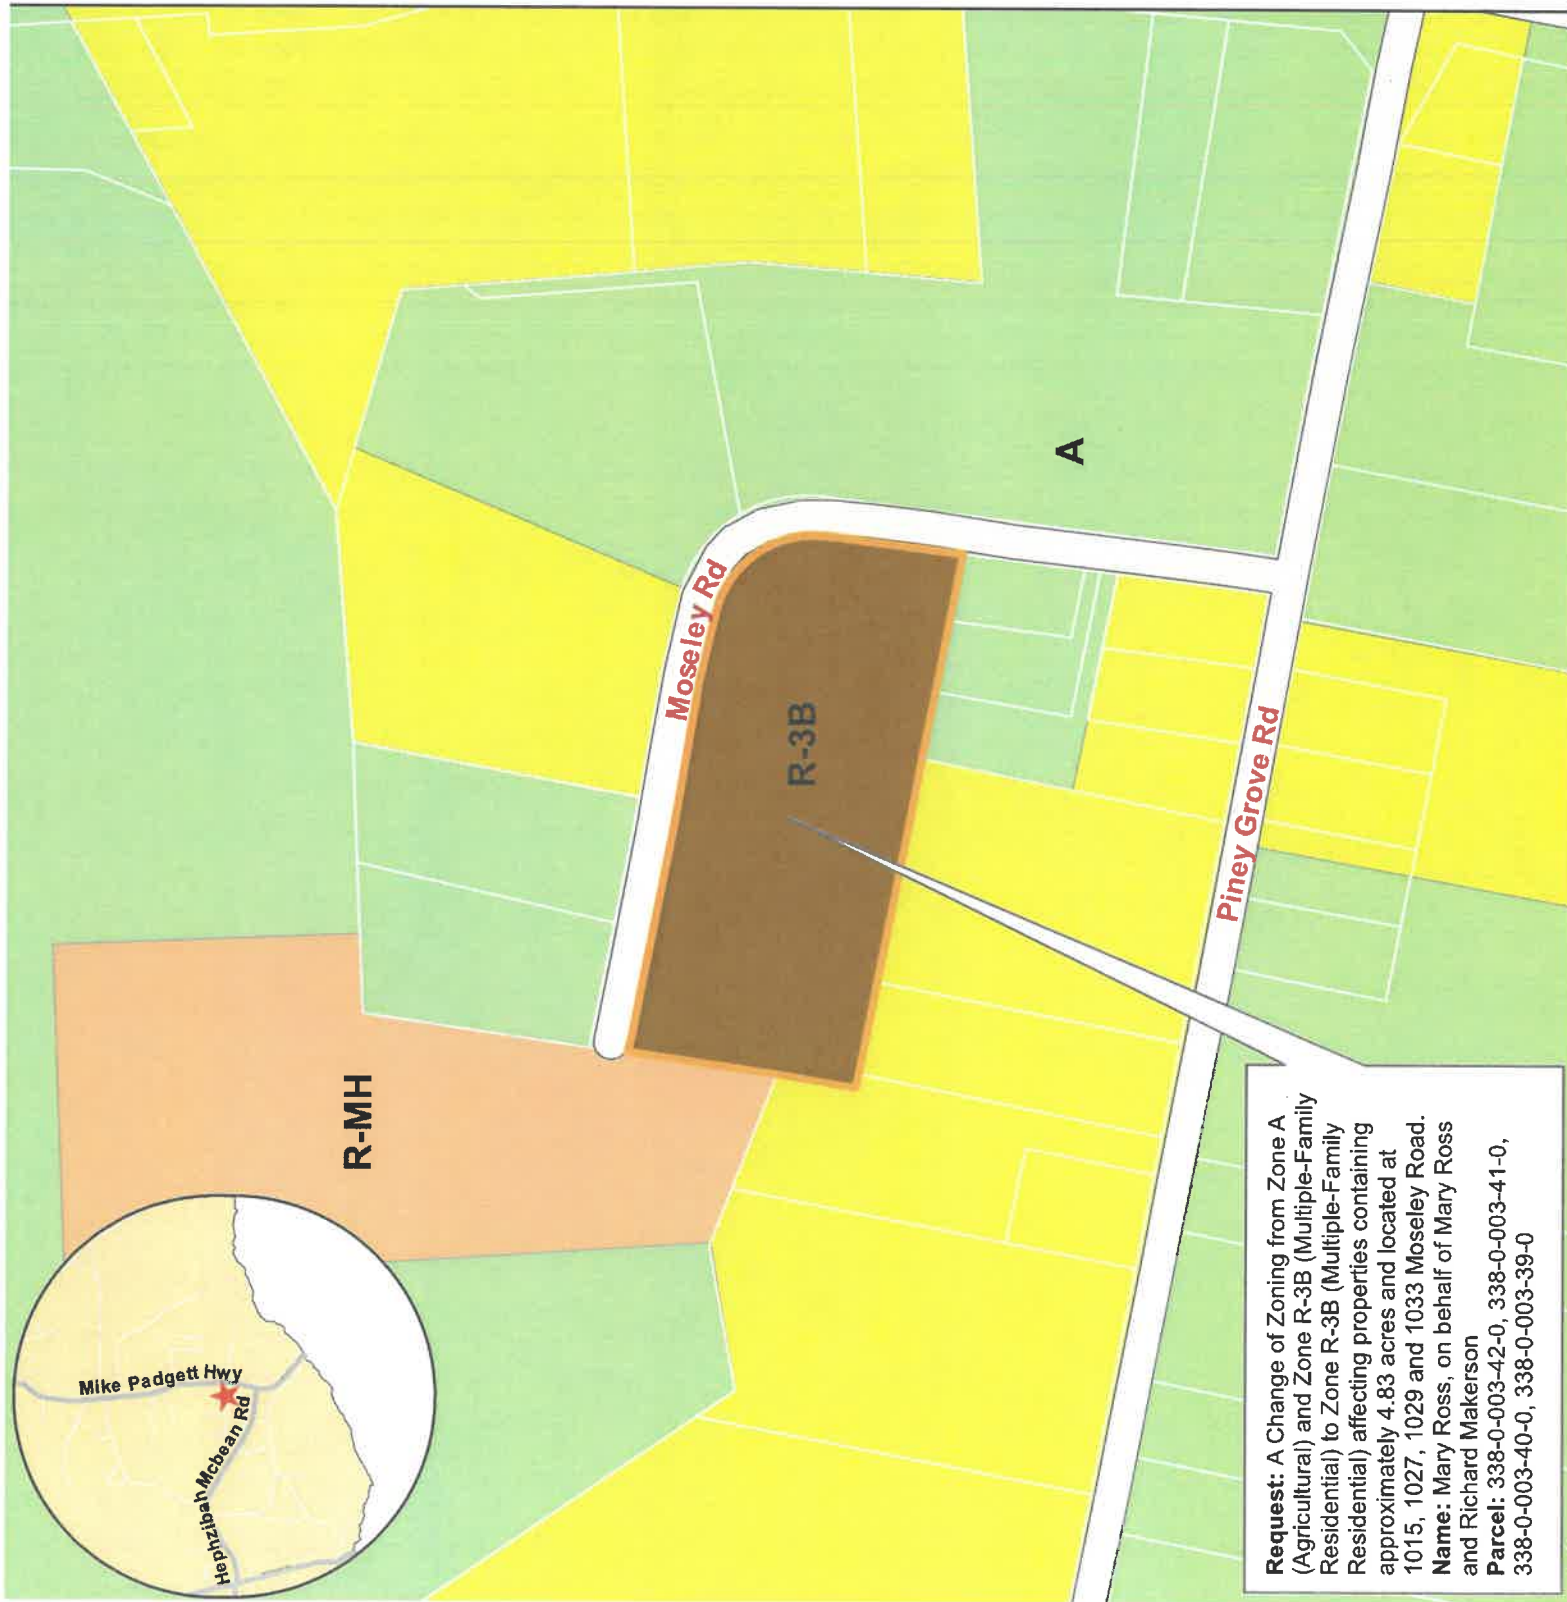 Mike Padgett Hwy
Hephzibah Mcbean Rd
R-MH
Moseley Rd
R-3B
A
Piney Grove Rd
Request: A Change of Zoning from Zone A
(Agricultural) and Zone R-3B (Multiple-Family
Residential) to Zone R-3B (Multiple-Family
Residential) affecting properties containing
approximately 4.83 acres and located at
1015, 1027, 1029 and 1033 Moseley Road.
Name: Mary Ross, on behalf of Mary Ross
and Richard Makerson
Parcel: 338-0-003-42-0, 338-0-003-41-0,
338-0-003-40-0, 338-0-003-39-0